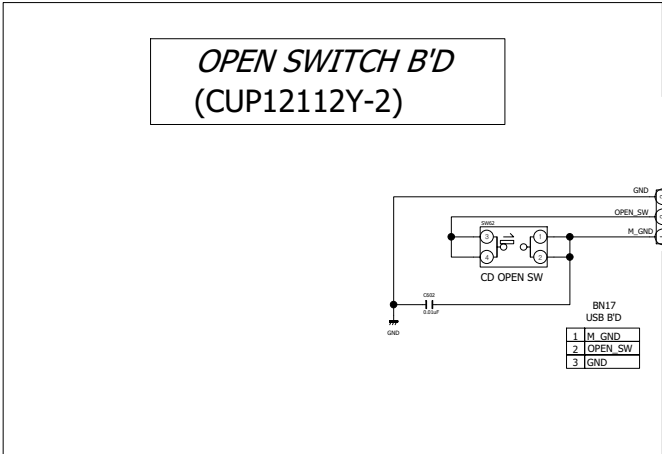 OPEN SWITCH B'D
(CUP12112Y-2)
GND
OPEN_SW
M_GND
SW62
3
1
4
2
CD OPEN SW
C602
0.01uF
GND
BN17
USB B'D
1 M_GND
2 OPEN_SW
3 GND